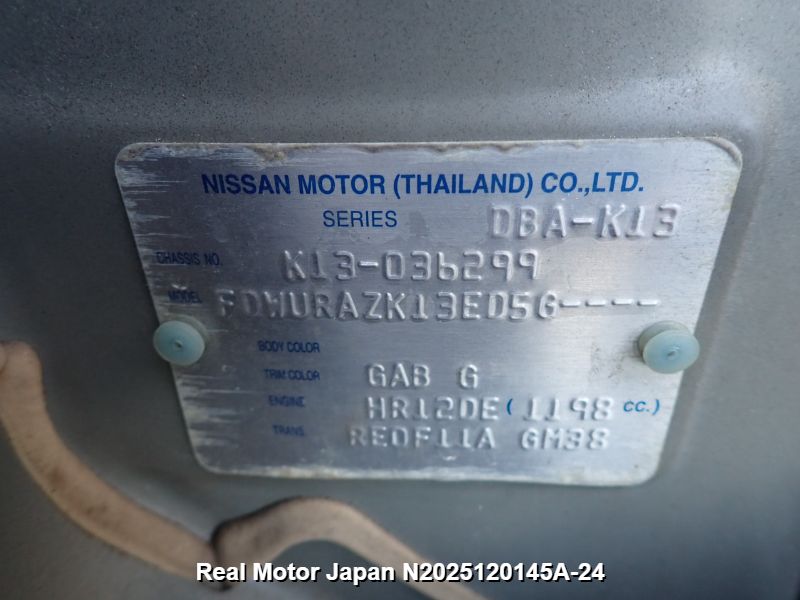 NISSAN MOTOR (THAILAND) CO.,LTD.
SERIES DBA-K13
CHASSIS NO. K13-036299
MODEL FDWURAZK13ED5G----
BODY COLOR
TRIM COLOR GAB G
ENGINE HR12DE ( 1198 CC.)
TRANS. RE0F11A GM38
Real Motor Japan N2025120145A-24